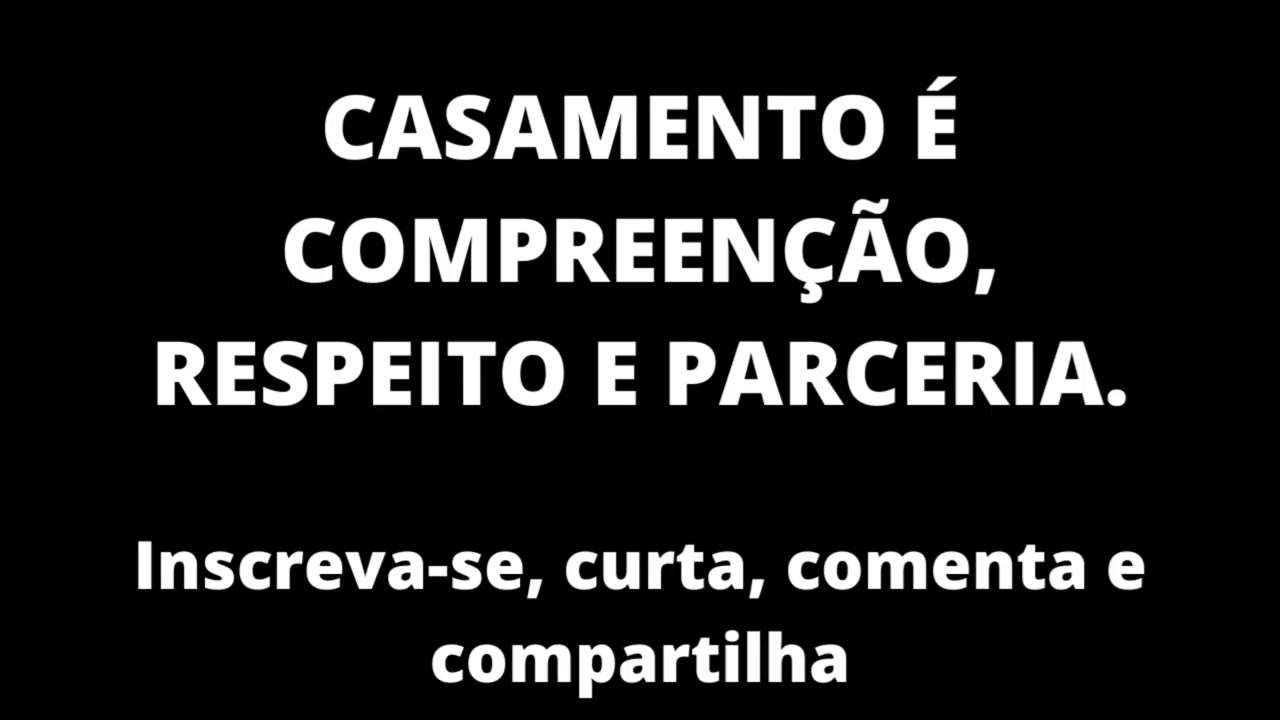 CASAMENTO É
COMPREENÇÃO,
RESPEITO E PARCERIA.
Inscreva-se, curta, comenta e
compartilha